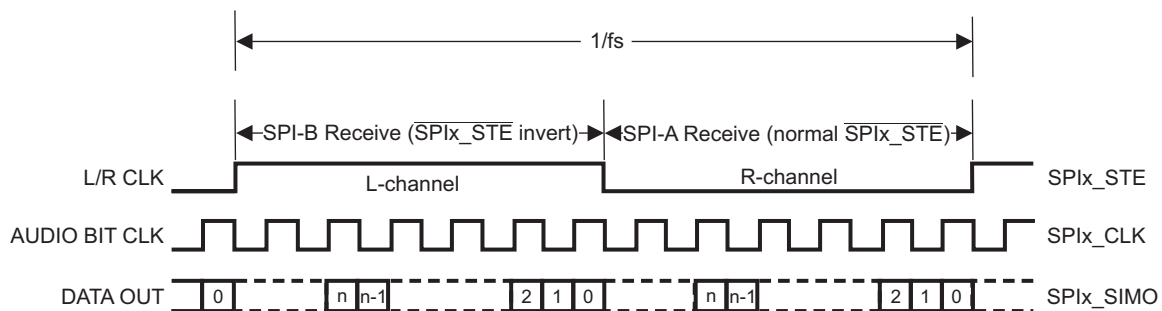 1/fs
SPI-B Receive (SPIx_STE invert) SPI-A Receive (normal SPIx_STE)
L/R CLK L-channel R-channel SPIx_STE
AUDIO BIT CLK SPIx_CLK
DATA OUT 0 n n-1 2 1 0 n n-1 2 1 0 SPIx_SIMO